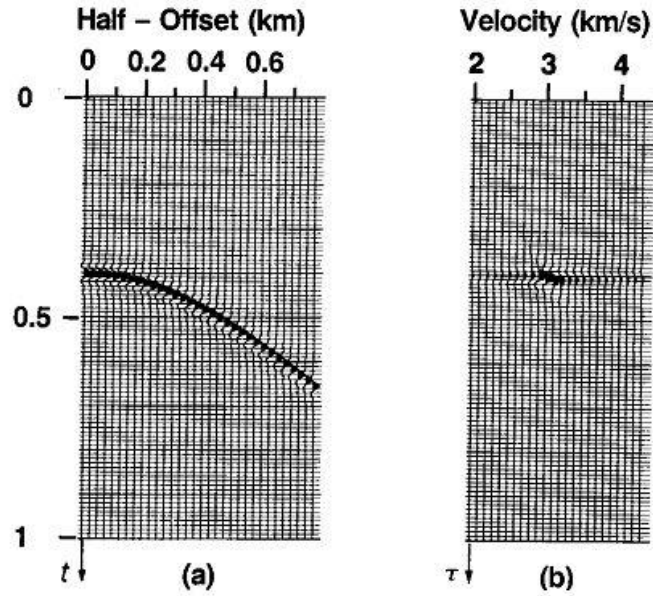 Half – Offset (km)
0 0.2 0.4 0.6
0
0.5
1
t
(a)
Velocity (km/s)
2 3 4
τ
(b)